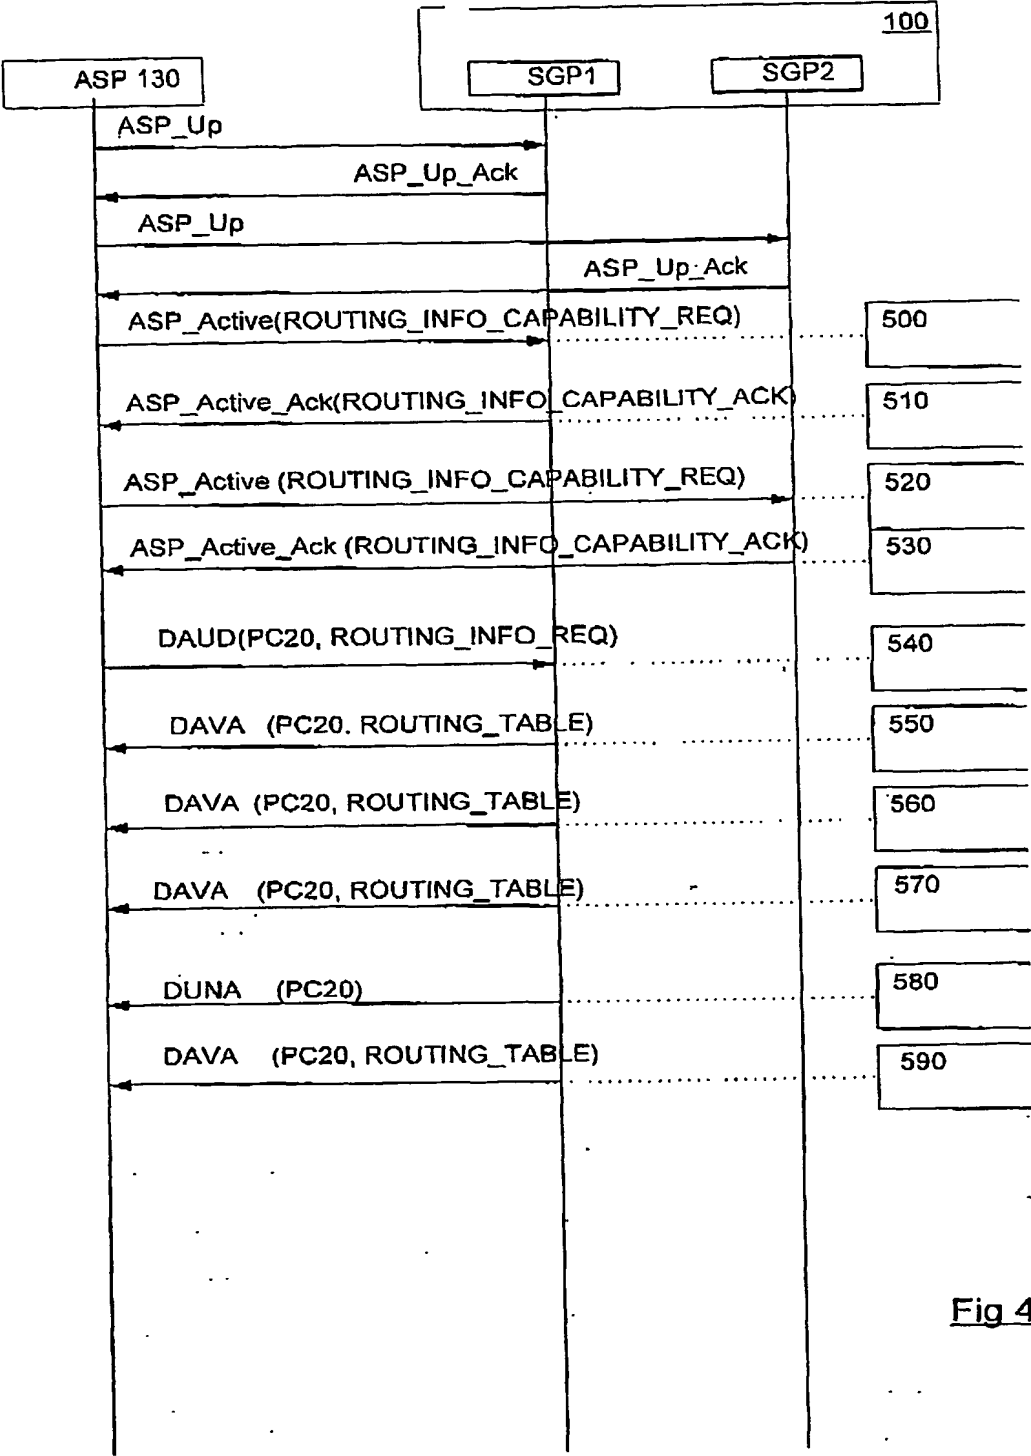 100
ASP 130
SGP1
SGP2
ASP_Up
ASP_Up_Ack
ASP_Up
ASP_Up_Ack
ASP_Active(ROUTING_INFO_CAPABILITY_REQ)
500
ASP_Active_Ack(ROUTING_INFO_CAPABILITY_ACK)
510
ASP_Active (ROUTING_INFO_CAPABILITY_REQ)
520
ASP_Active_Ack (ROUTING_INFO_CAPABILITY_ACK)
530
DAUD(PC20, ROUTING_INFO_REQ)
540
DAVA (PC20. ROUTING_TABLE)
550
DAVA (PC20, ROUTING_TABLE)
560
DAVA (PC20, ROUTING_TABLE)
570
DUNA (PC20)
580
DAVA (PC20, ROUTING_TABLE)
590
Fig 4